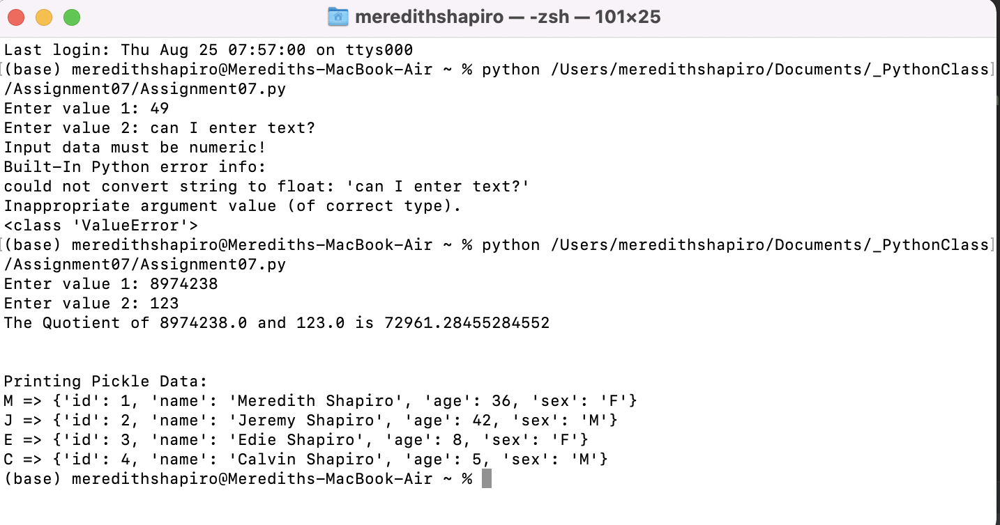 meredithshapiro — -zsh — 101×25
Last login: Thu Aug 25 07:57:00 on ttys000
[(base) meredithshapiro@Merediths-MacBook-Air ~ % python /Users/meredithshapiro/Documents/_PythonClass]
/Assignment07/Assignment07.py
Enter value 1: 49
Enter value 2: can I enter text?
Input data must be numeric!
Built-In Python error info:
could not convert string to float: 'can I enter text?'
Inappropriate argument value (of correct type).
<class 'ValueError'>
[(base) meredithshapiro@Merediths-MacBook-Air ~ % python /Users/meredithshapiro/Documents/_PythonClass]
/Assignment07/Assignment07.py
Enter value 1: 8974238
Enter value 2: 123
The Quotient of 8974238.0 and 123.0 is 72961.28455284552
Printing Pickle Data:
M => {'id': 1, 'name': 'Meredith Shapiro', 'age': 36, 'sex': 'F'}
J => {'id': 2, 'name': 'Jeremy Shapiro', 'age': 42, 'sex': 'M'}
E => {'id': 3, 'name': 'Edie Shapiro', 'age': 8, 'sex': 'F'}
C => {'id': 4, 'name': 'Calvin Shapiro', 'age': 5, 'sex': 'M'}
(base) meredithshapiro@Merediths-MacBook-Air ~ %